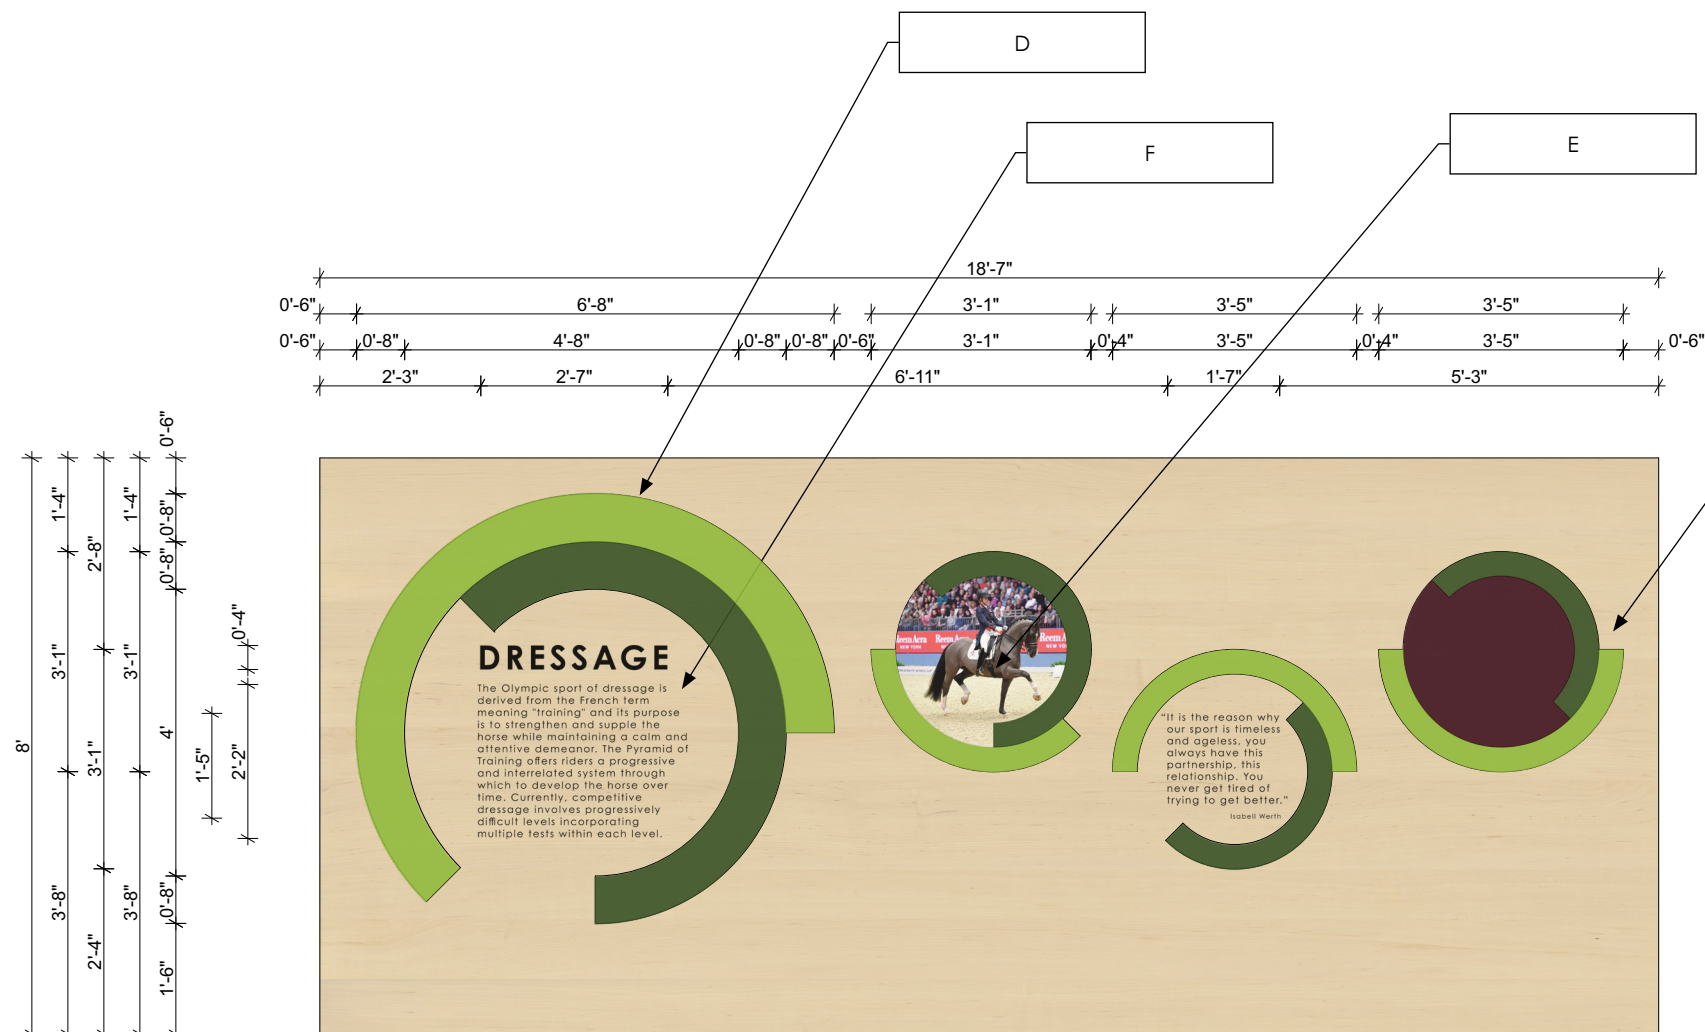 D
F
E
18'-7"
0'-6" 6'-8" 3'-1" 3'-5" 3'-5"
0'-6" 0'-8" 4'-8" 0'-8" 0'-8" 0'-6" 3'-1" 0'-4" 3'-5" 0'-4" 3'-5" 0'-6"
2'-3" 2'-7" 6'-11" 1'-7" 5'-3"
8'
1'-4" 3'-1" 3'-8"
2'-8" 3'-1" 2'-4"
1'-4" 3'-1" 3'-8"
0'-6" 0'-8" 0'-8" 4' 0'-8" 1'-6"
1'-5"
0'-4" 2'-2"
DRESSAGE
The Olympic sport of dressage is
derived from the French term
meaning "training" and its purpose
is to strengthen and supple the
horse while maintaining a calm and
attentive demeanor. The Pyramid of
Training offers riders a progressive
and interrelated system through
which to develop the horse over
time. Currently, competitive
dressage involves progressively
difficult levels incorporating
multiple tests within each level.
Reem Acra
NEW YORK
“It is the reason why
our sport is timeless
and ageless, you
always have this
partnership, this
relationship. You
never get tired of
trying to get better.”
Isabell Werth